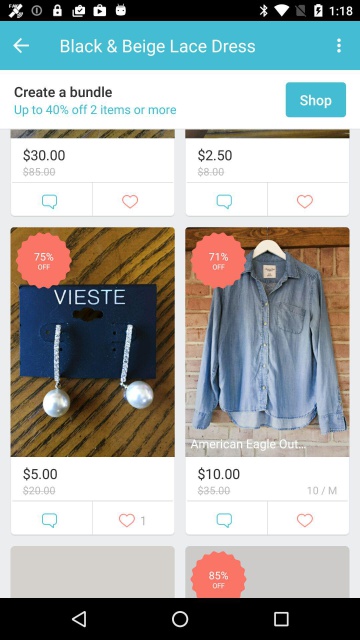 1:18
Black & Beige Lace Dress
Create a bundle
Up to 40% off 2 items or more
Shop
$30.00
$85.00
$2.50
$8.00
75%
OFF
VIESTE
71%
OFF
American Eagle Out...
$5.00
$20.00
$10.00
$35.00
10 / M
1
85%
OFF